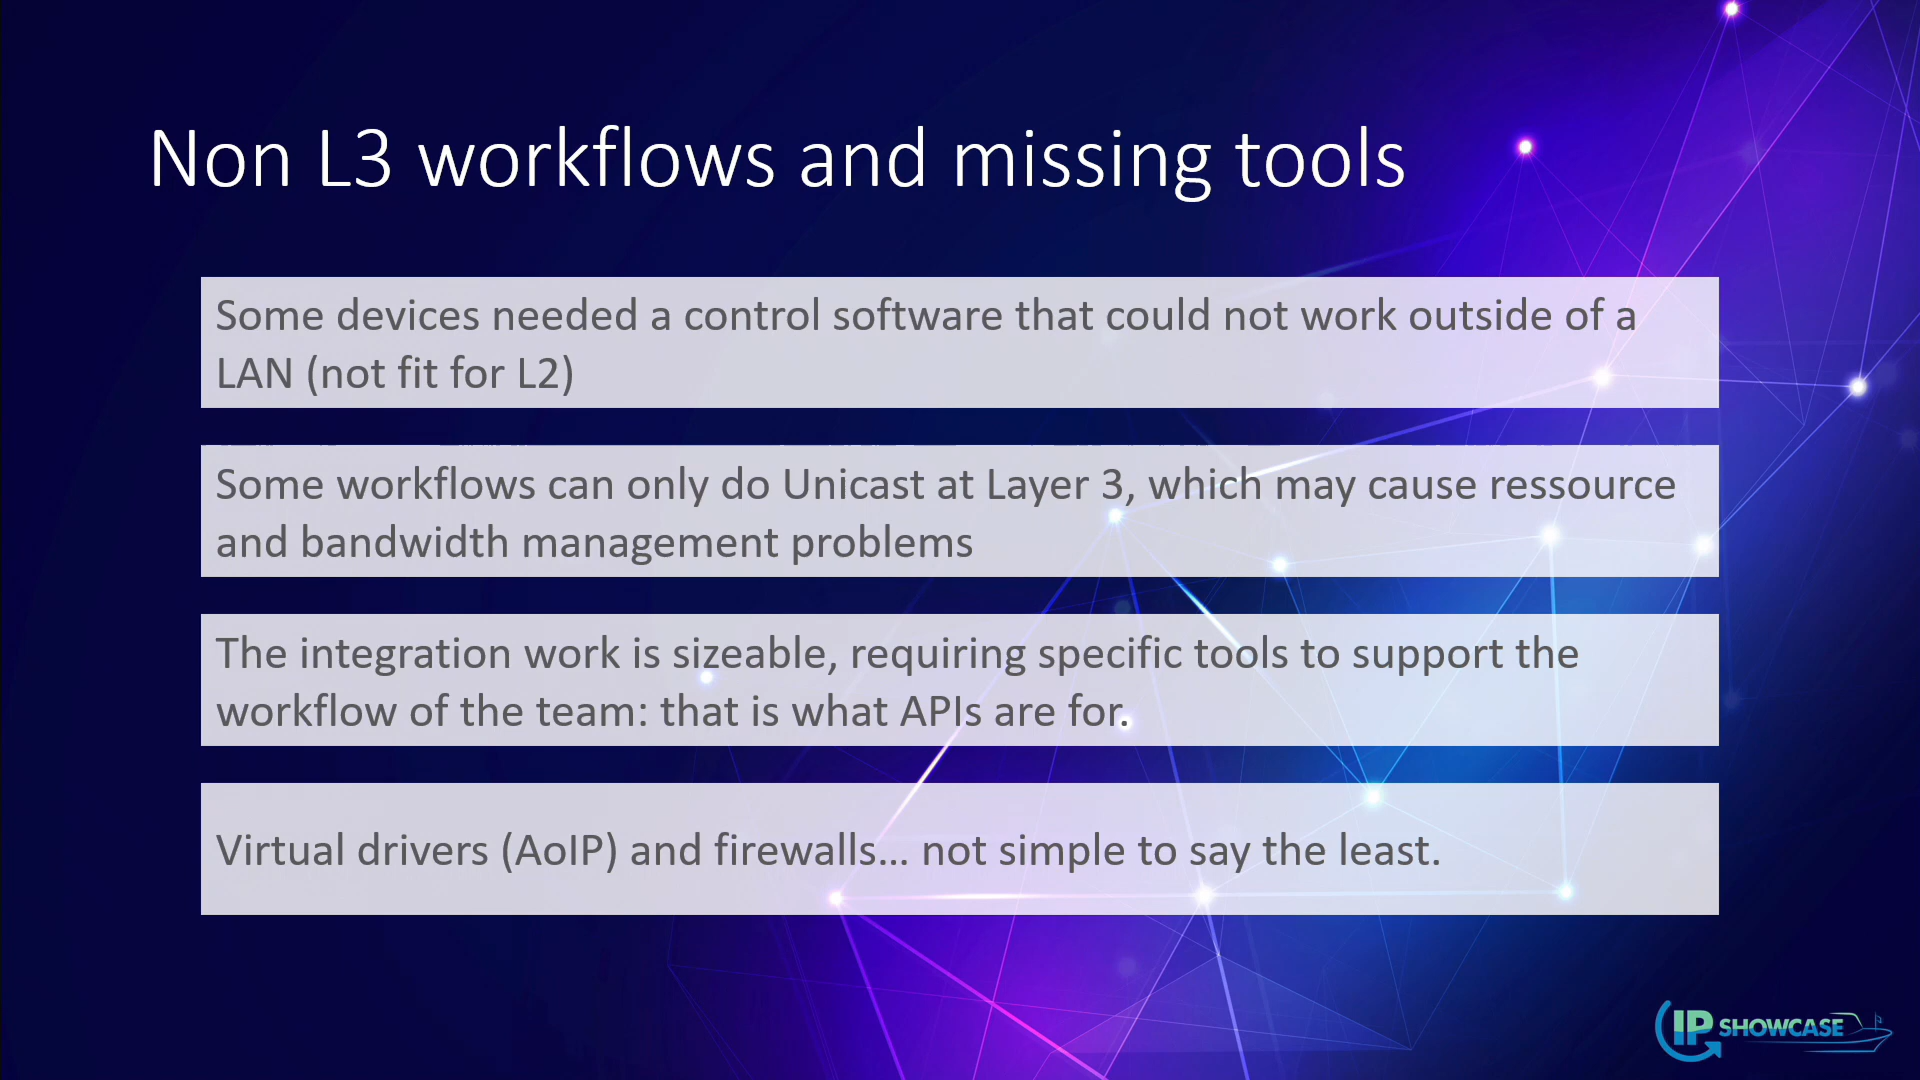 Non L3 workflows and missing tools
Some devices needed a control software that could not work outside of a
LAN (not fit for L2)
Some workflows can only do Unicast at Layer 3, which may cause ressource
and bandwidth management problems
The integration work is sizeable, requiring specific tools to support the
workflow of the team: that is what APIs are for.
Virtual drivers (AoIP) and firewalls… not simple to say the least.
IP SHOWCASE